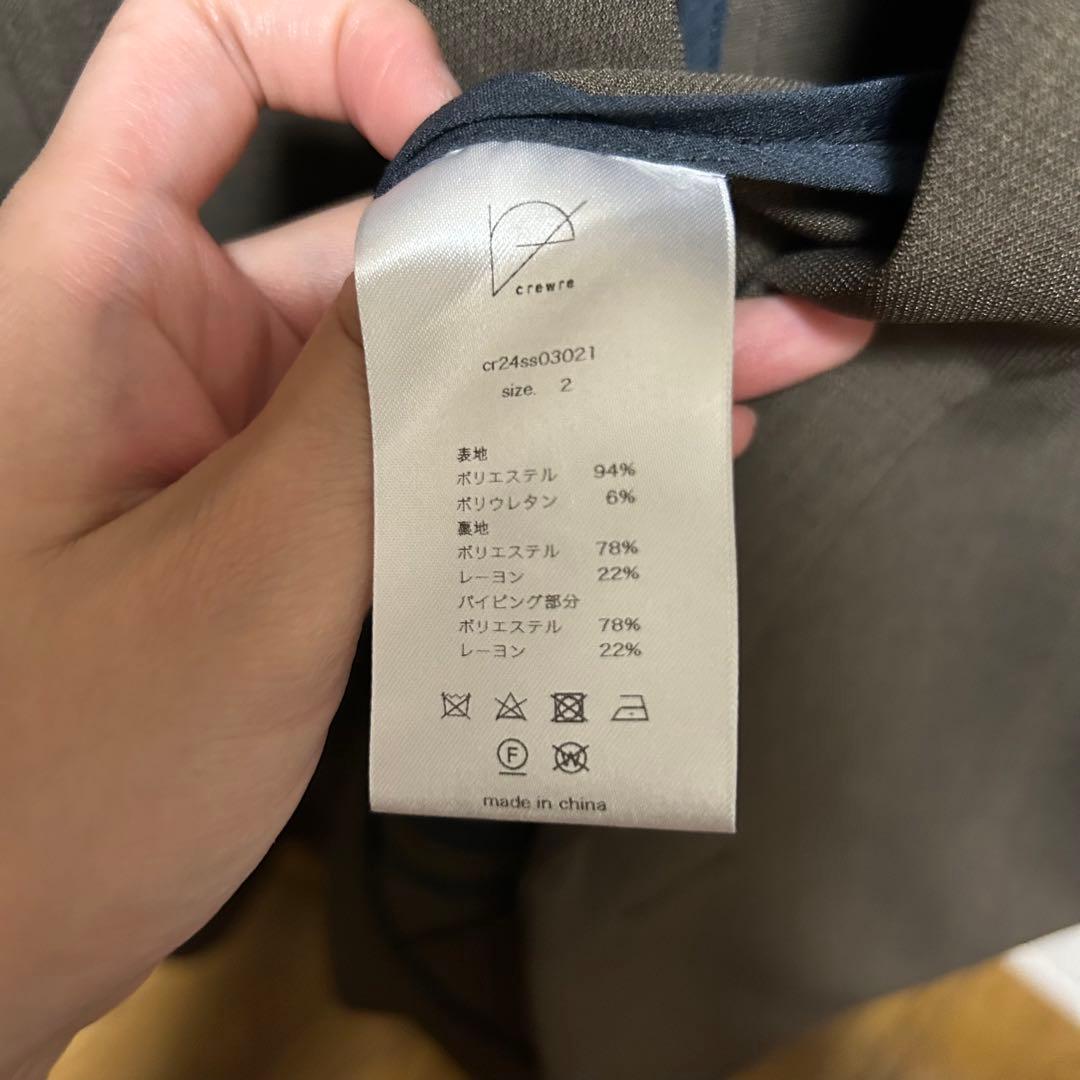 crewre
cr24ss03021
size. 2
表地
ポリエステル 94%
ポリウレタン 6%
裏地
ポリエステル 78%
レーヨン 22%
パイピング部分
ポリエステル 78%
レーヨン 22%
F W
made in china